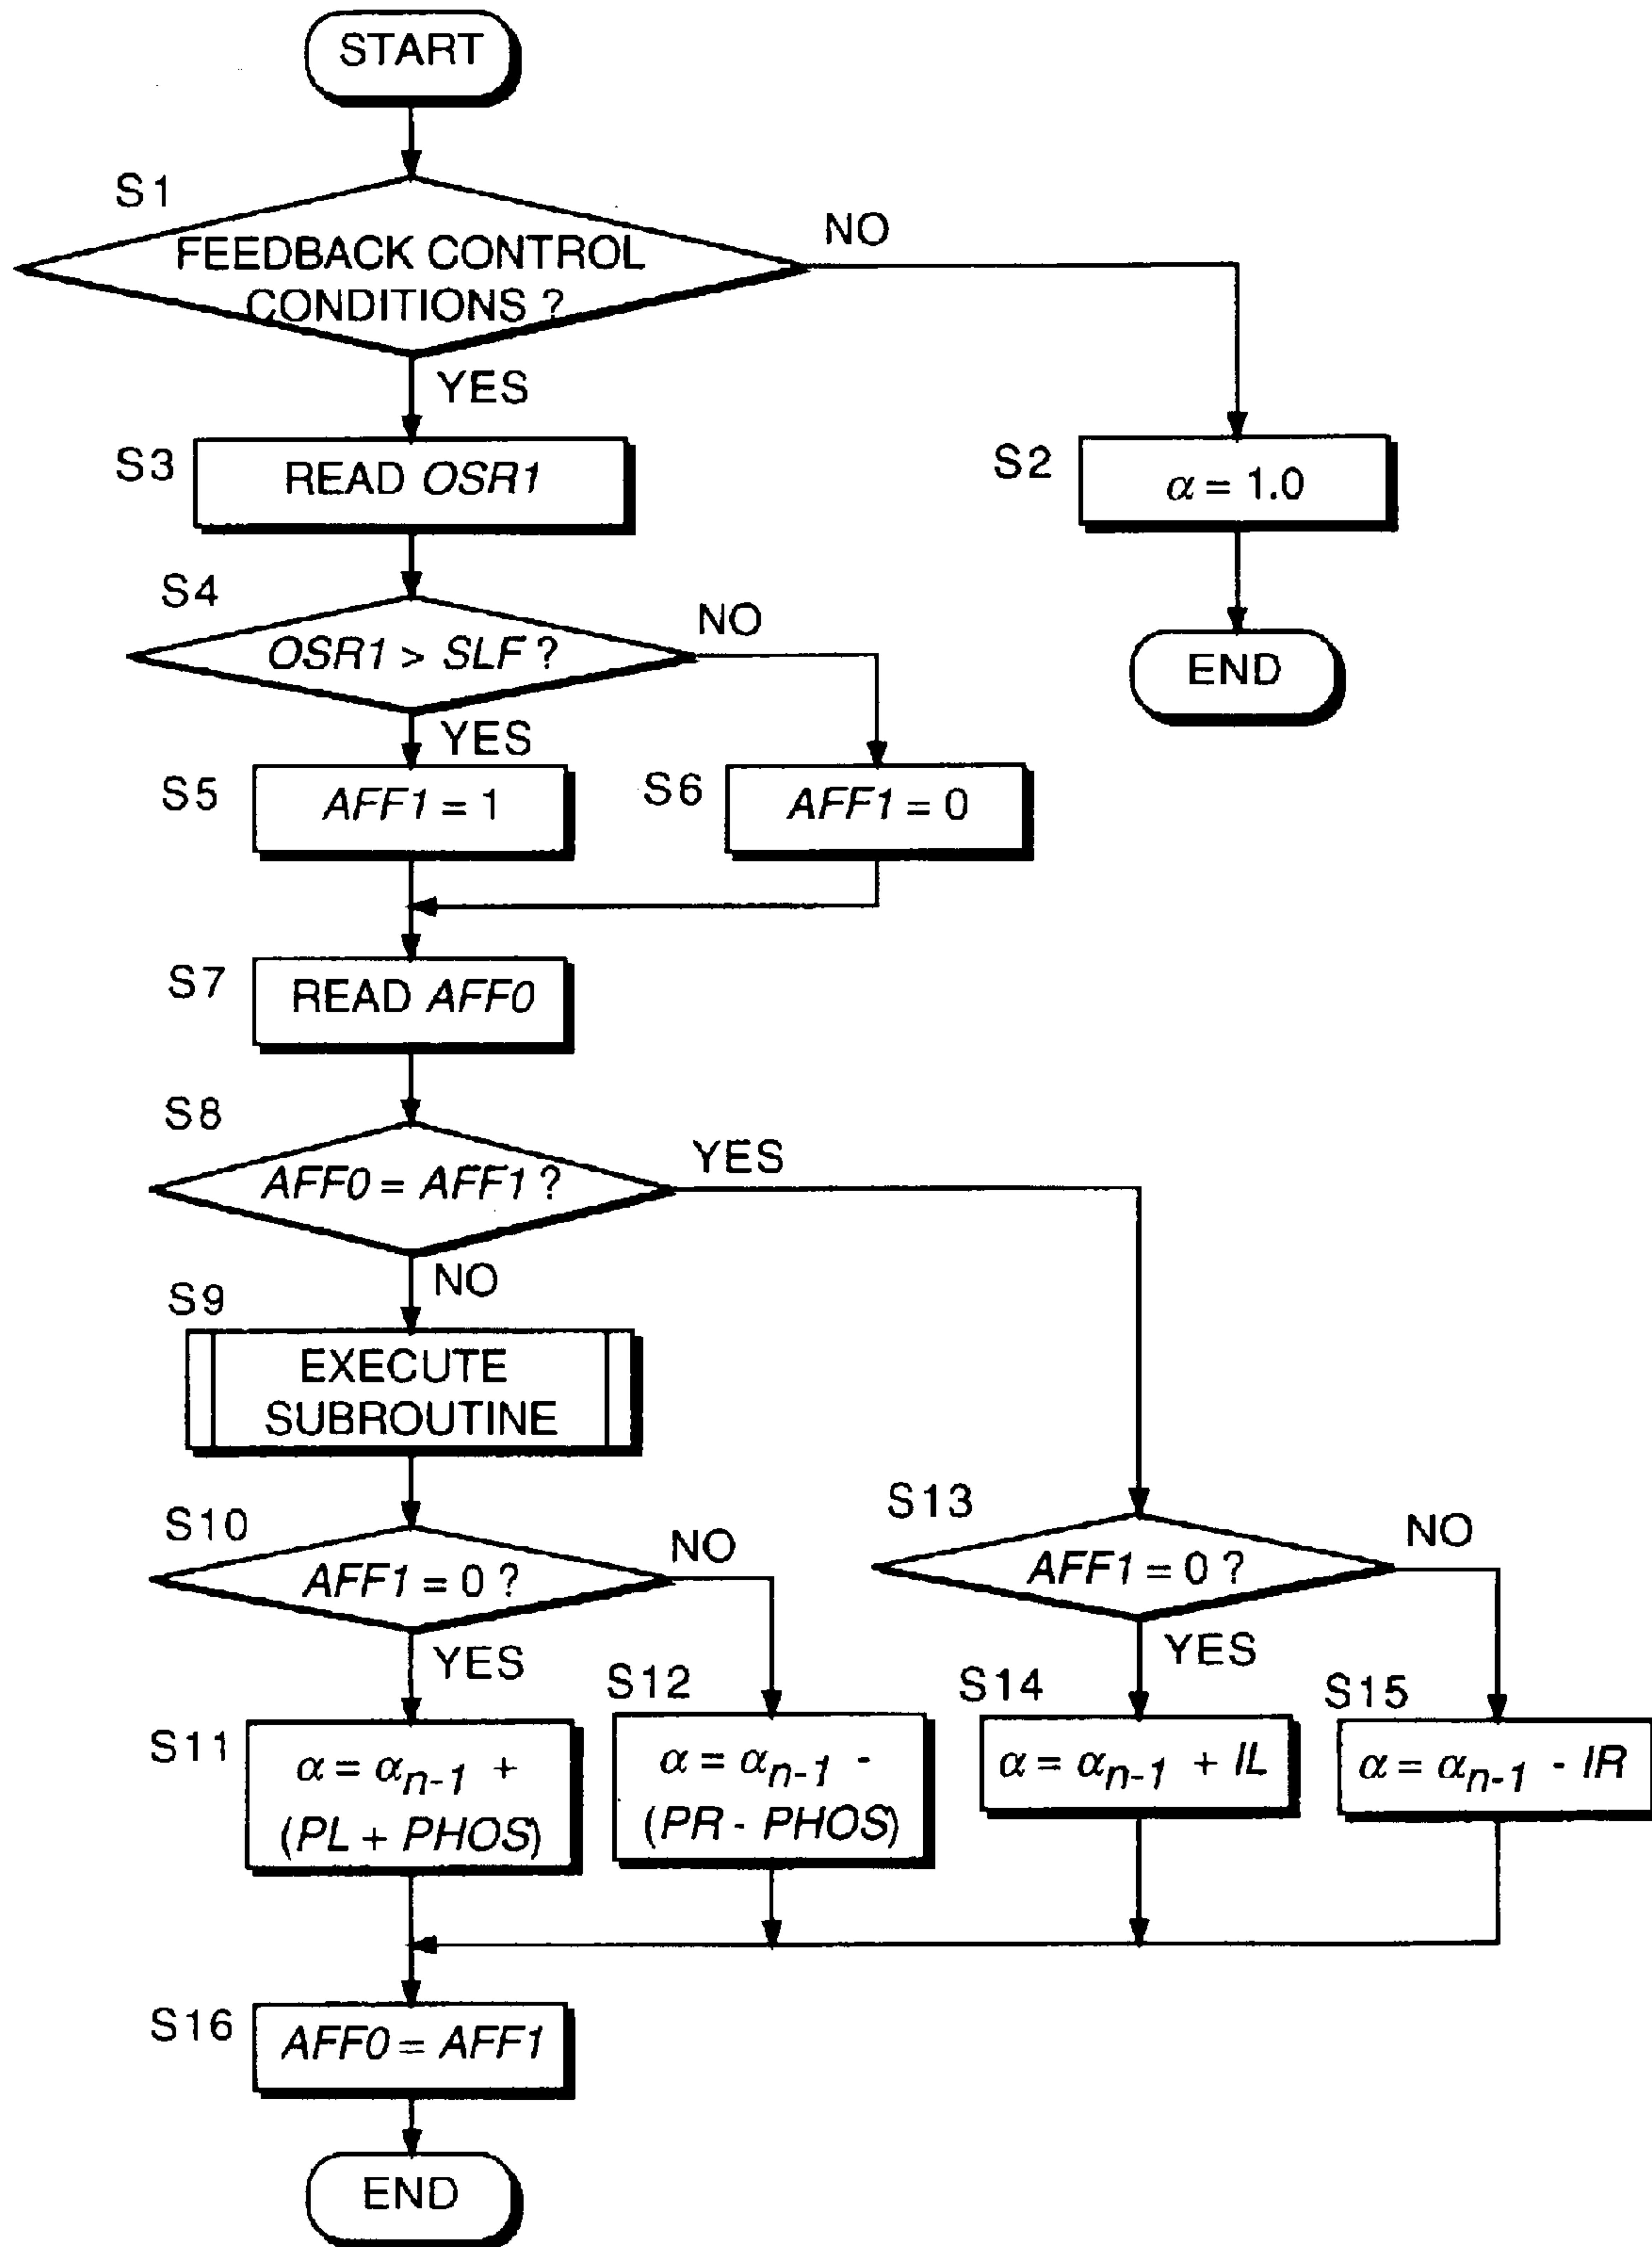 START
S1
FEEDBACK CONTROL
CONDITIONS ?
NO
YES
S3
READ OSR1
S2
α = 1.0
END
S4
OSR1 > SLF ?
NO
YES
S5
AFF1 = 1
S6
AFF1 = 0
S7
READ AFF0
S8
AFF0 = AFF1 ?
YES
NO
S9
EXECUTE
SUBROUTINE
S10
AFF1 = 0 ?
NO
YES
S13
AFF1 = 0 ?
NO
YES
S11
α = αn-1 +
(PL + PHOS)
S12
α = αn-1 -
(PR - PHOS)
S14
α = αn-1 + IL
S15
α = αn-1 - IR
S16
AFF0 = AFF1
END